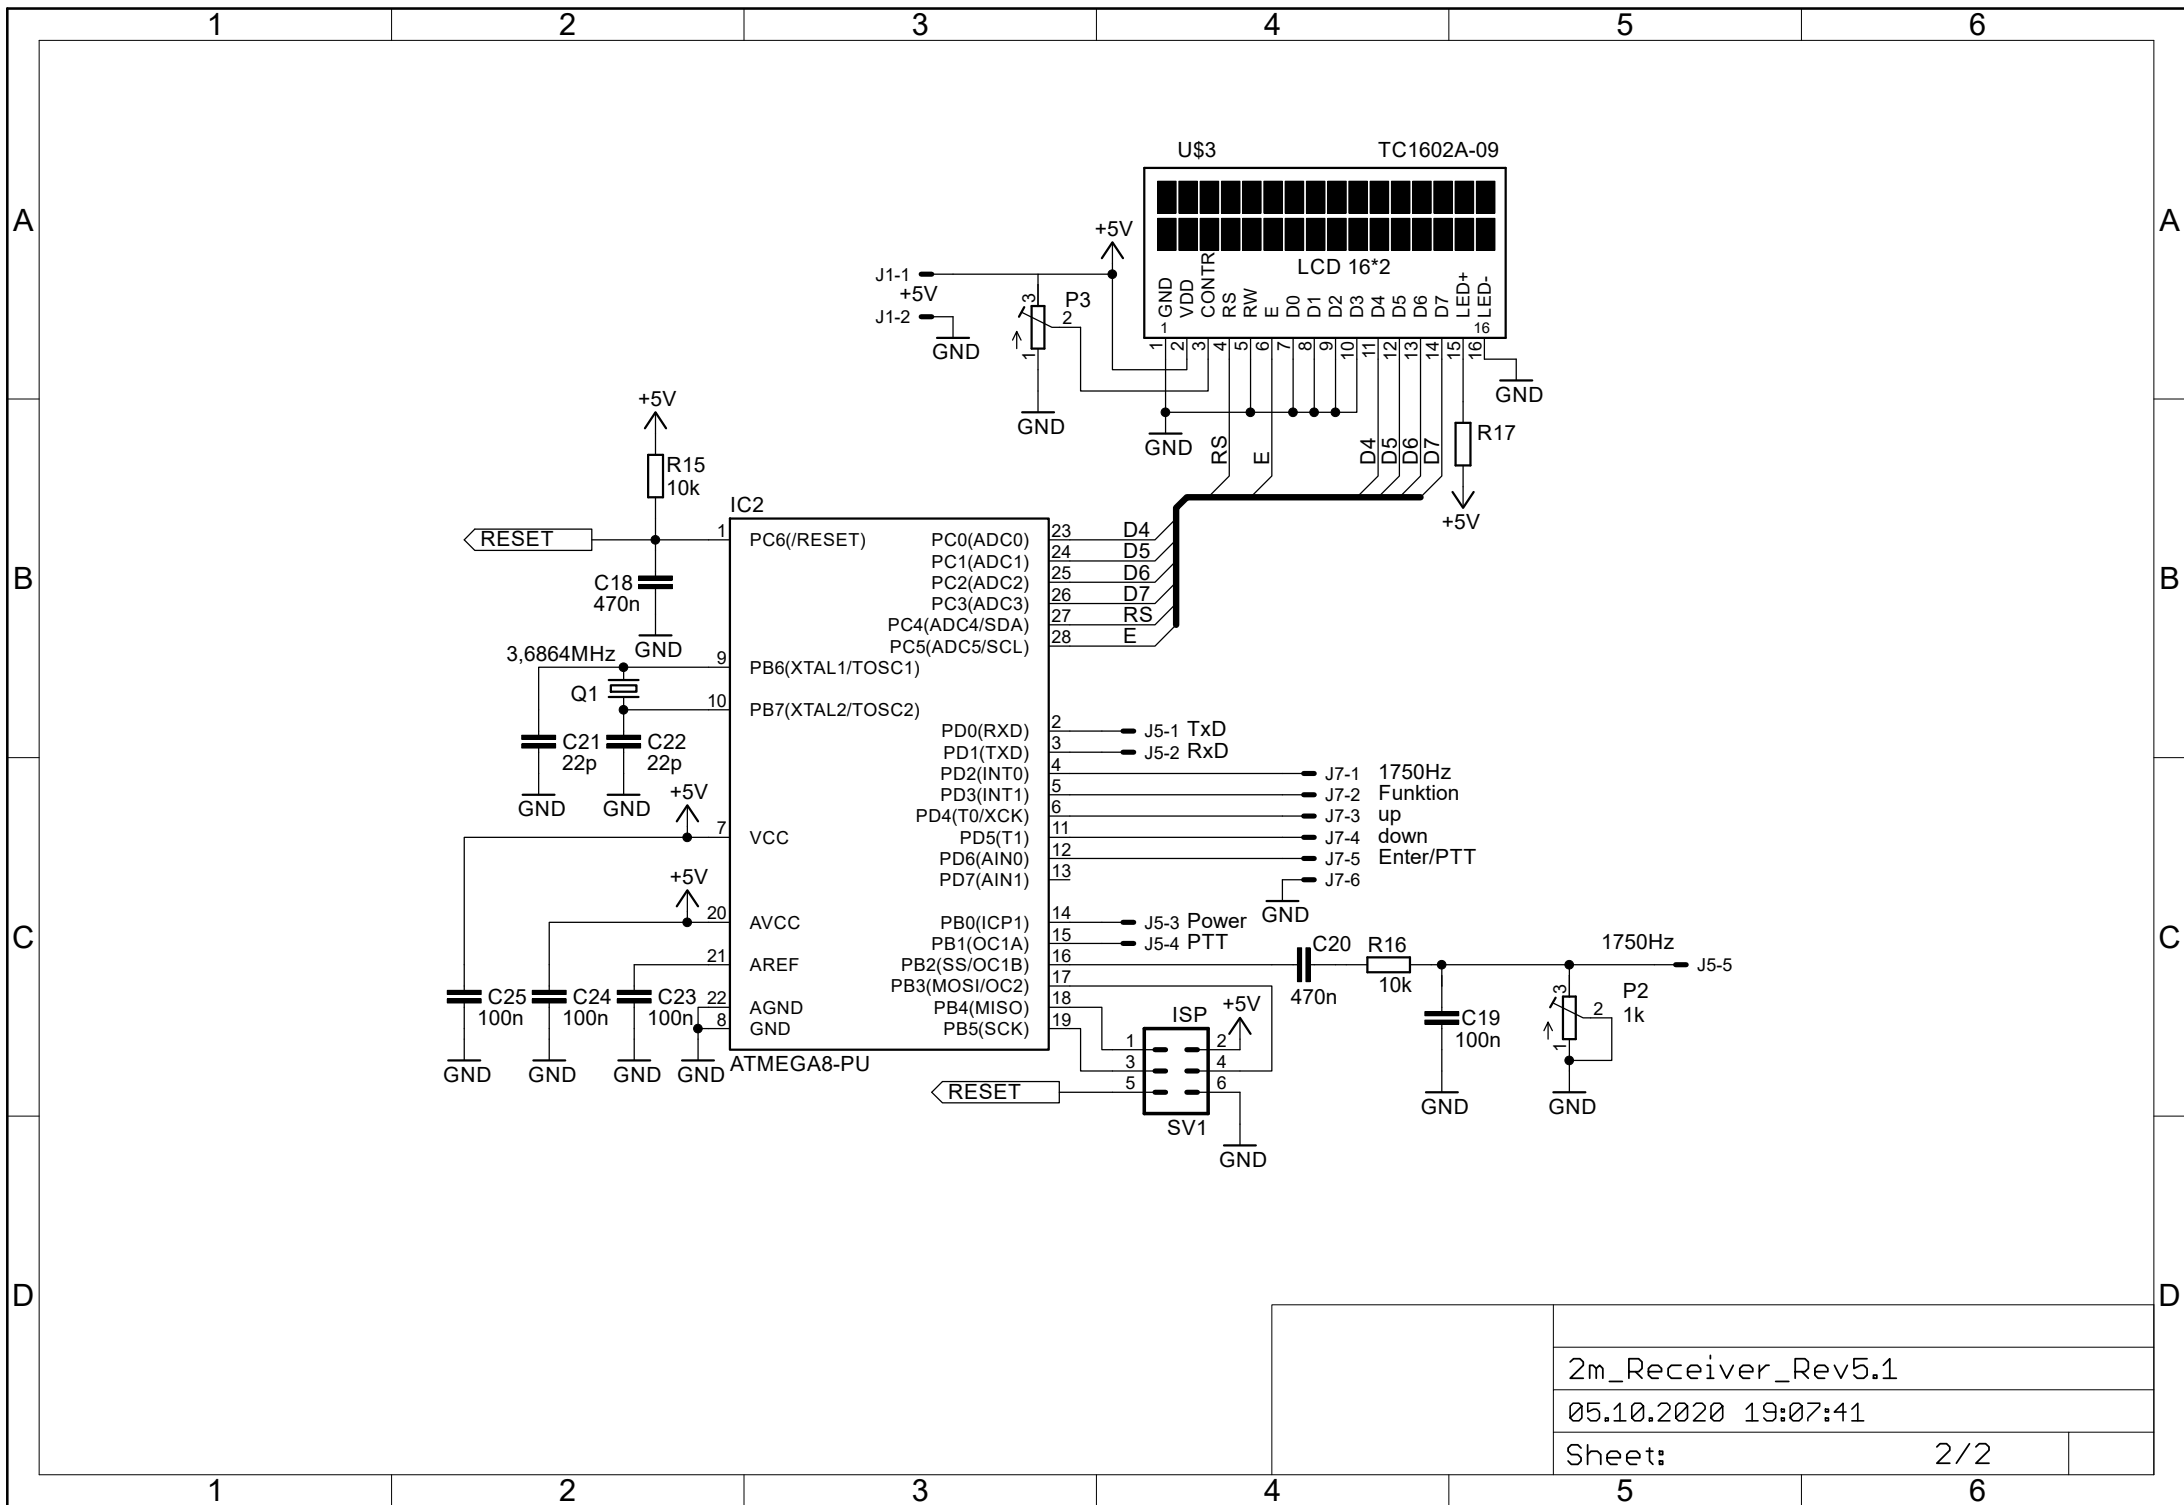 1 2 3 4 5 6
A A
U$3 TC1602A-09
LCD 16*2
GND VDD CONTR RS RW E D0 D1 D2 D3 D4 D5 D6 D7 LED+ LED-
1 16
1 2 3 4 5 6 7 8 9 10 11 12 13 14 15 16
+5V
J1-1
+5V
J1-2
GND
3 P3
2
1
GND
GND
GND
RS E D4 D5 D6 D7
R17
+5V
B B
+5V
R15
10k
RESET
C18
470n
GND
3,6864MHz
Q1
C21
22p
C22
22p
GND GND
+5V
+5V
C25
100n
C24
100n
C23
100n
GND GND GND GND
IC2
1 PC6(/RESET)
9 PB6(XTAL1/TOSC1)
10 PB7(XTAL2/TOSC2)
7 VCC
20 AVCC
21 AREF
22 AGND
8 GND
PC0(ADC0) 23 D4
PC1(ADC1) 24 D5
PC2(ADC2) 25 D6
PC3(ADC3) 26 D7
PC4(ADC4/SDA) 27 RS
PC5(ADC5/SCL) 28 E
PD0(RXD) 2 J5-1 TxD
PD1(TXD) 3 J5-2 RxD
PD2(INT0) 4 J7-1 1750Hz
PD3(INT1) 5 J7-2 Funktion
PD4(T0/XCK) 6 J7-3 up
PD5(T1) 11 J7-4 down
PD6(AIN0) 12 J7-5 Enter/PTT
PD7(AIN1) 13 J7-6
GND
PB0(ICP1) 14 J5-3 Power
PB1(OC1A) 15 J5-4 PTT
PB2(SS/OC1B) 16
PB3(MOSI/OC2) 17
PB4(MISO) 18
PB5(SCK) 19
ATMEGA8-PU
C C
C20
470n
R16
10k
1750Hz
J5-5
C19
100n
GND
3 P2
2 1k
1
GND
ISP +5V
1 2
3 4
RESET 5 6
SV1
GND
D D
2m_Receiver_Rev5.1
05.10.2020 19:07:41
Sheet: 2/2
1 2 3 4 5 6